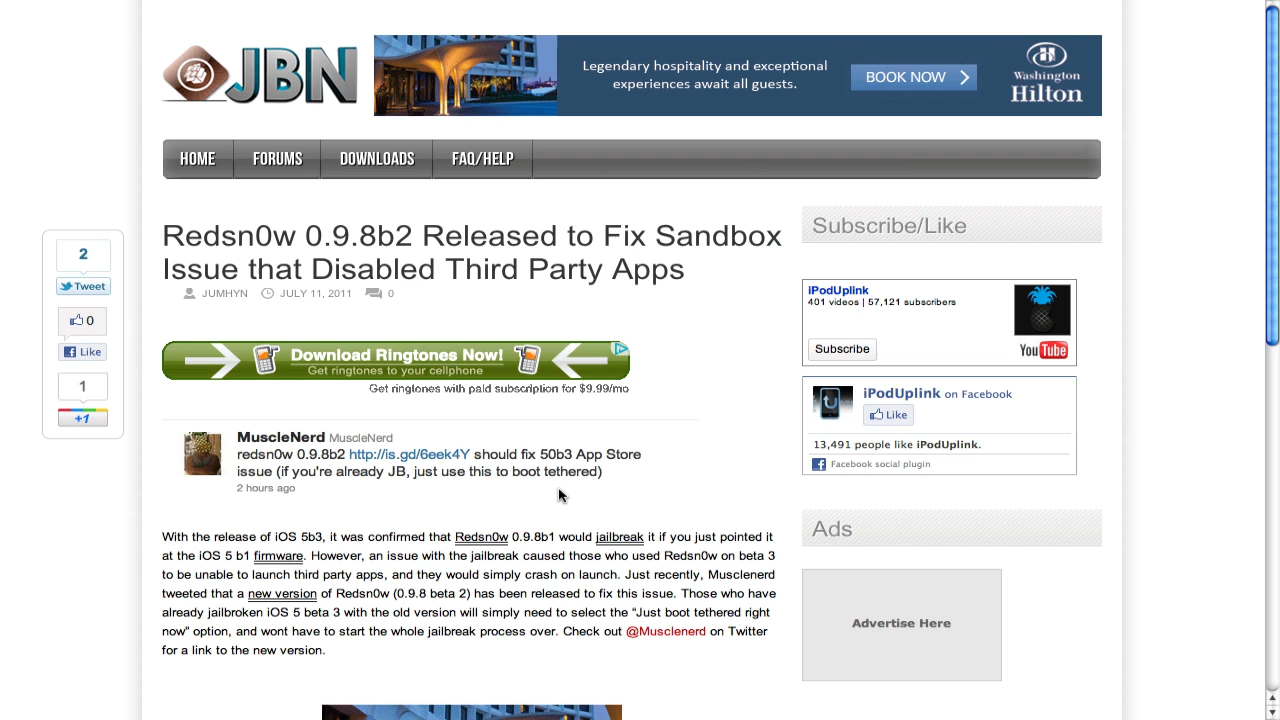 JBN
Legendary hospitality and exceptional
experiences await all guests.
BOOK NOW
Washington
Hilton
HOME
FORUMS
DOWNLOADS
FAQ/HELP
2
Tweet
0
Like
1
+1
Redsn0w 0.9.8b2 Released to Fix Sandbox
Issue that Disabled Third Party Apps
JUMHYN
JULY 11, 2011
0
Download Ringtones Now!
Get ringtones to your cellphone
Get ringtones with paid subscription for $9.99/mo
MuscleNerd MuscleNerd
redsn0w 0.9.8b2 http://is.gd/6eek4Y should fix 50b3 App Store
issue (if you're already JB, just use this to boot tethered)
2 hours ago
With the release of iOS 5b3, it was confirmed that Redsn0w 0.9.8b1 would jailbreak it if you just pointed it
at the iOS 5 b1 firmware. However, an issue with the jailbreak caused those who used Redsn0w on beta 3
to be unable to launch third party apps, and they would simply crash on launch. Just recently, Musclenerd
tweeted that a new version of Redsn0w (0.9.8 beta 2) has been released to fix this issue. Those who have
already jailbroken iOS 5 beta 3 with the old version will simply need to select the “Just boot tethered right
now” option, and wont have to start the whole jailbreak process over. Check out @Musclenerd on Twitter
for a link to the new version.
Subscribe/Like
iPodUplink
401 videos | 57,121 subscribers
Subscribe
You Tube
iPodUplink on Facebook
Like
13,491 people like iPodUplink.
Facebook social plugin
Ads
Advertise Here